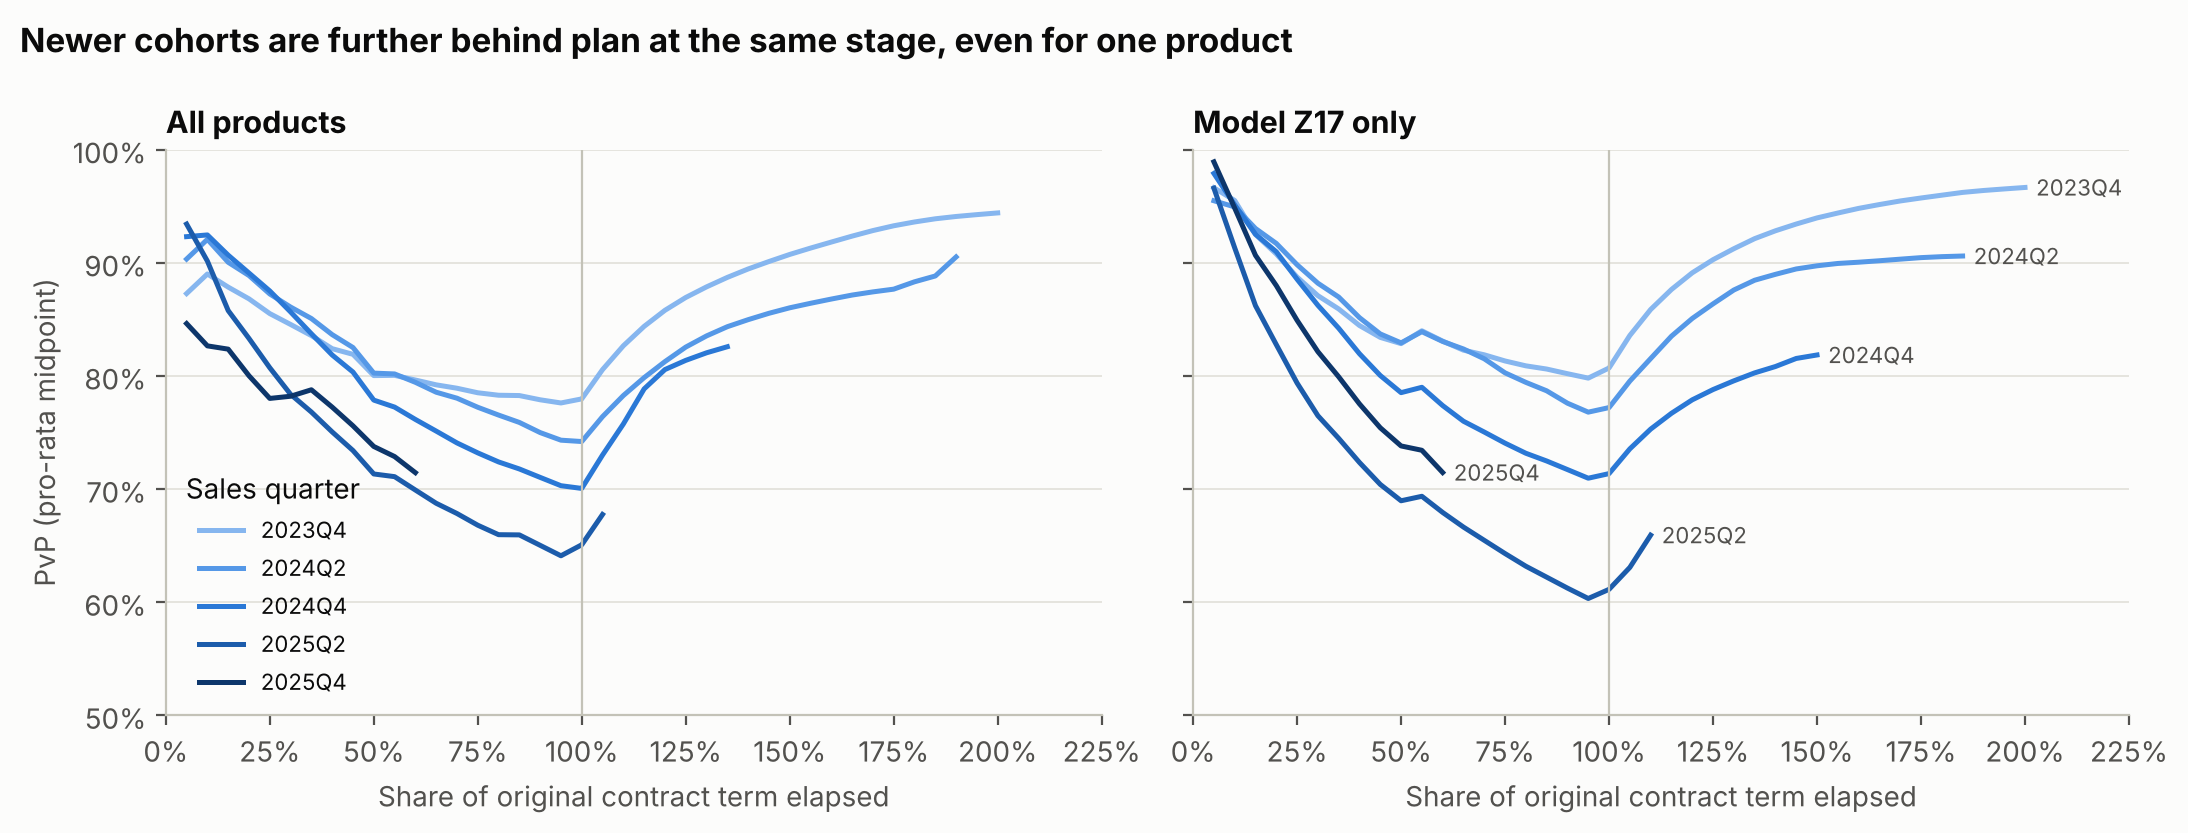 Newer cohorts are further behind plan at the same stage, even for one product
All products
Model Z17 only
PvP (pro-rata midpoint)
100%
90%
80%
70%
60%
50%
Sales quarter
2023Q4
2024Q2
2024Q4
2025Q2
2025Q4
0% 25% 50% 75% 100% 125% 150% 175% 200% 225%
Share of original contract term elapsed
2023Q4
2024Q2
2024Q4
2025Q4
2025Q2
0% 25% 50% 75% 100% 125% 150% 175% 200% 225%
Share of original contract term elapsed